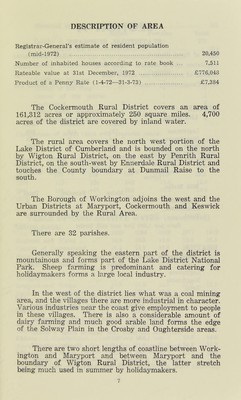 DESCRIPTION OF AREA
Registrar-General's estimate of resident population
(mid-1972) 26,450
Number of inhabited houses according to rate book .. 7,511
Rateable value at 31st December, 1972 £778,045
Product of a Penny Rate (1-4-72—31-3-73) £7,384
The Cockermouth Rural District covers an area of
161,312 acres or approximately 250 square miles. 4,700
acres of the district are covered by inland water.
The rural area covers the north west portion of the
Lake District of Cumberland and is bounded on the north
by Wigton Rural District, on the east by Penrith Rural
District, on the south-west by Ennerdale Rural District and
touches the County boundary at Dunmail Raise to the
south.
The Borough of Workington adjoins the west and the
Urban Districts at Maryport, Cockermouth and Keswick
are surrounded by the Rural Area.
There are 32 parishes.
Generally speaking the eastern part of the district is
mountainous and forms part of the Lake District National
Park. Sheep farming is predominant and catering for
holidaymakers forms a large local industry.
In the west of the district lies what was a coal mining
area, and the villages there are more industrial in character.
Various industries near the coast give employment to people
in these villages. There is also a considerable amount of
dairy farming and much good arable land forms the edge
of the Solway Plain in the Crosby and Oughterside areas.
There are two short lengths of coastline between Work-
ington and Maryport and between Maryport and the
boundary of Wigton Rural District, the latter stretch
being much used in summer by holidaymakers.
7